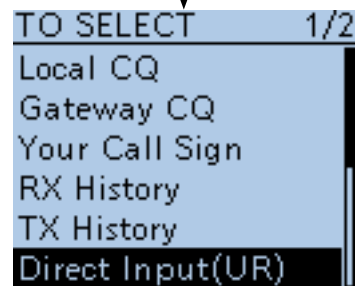 TO SELECT 1/2
Local CQ
Gateway CQ
Your Call Sign
RX History
TX History
Direct Input(UR)